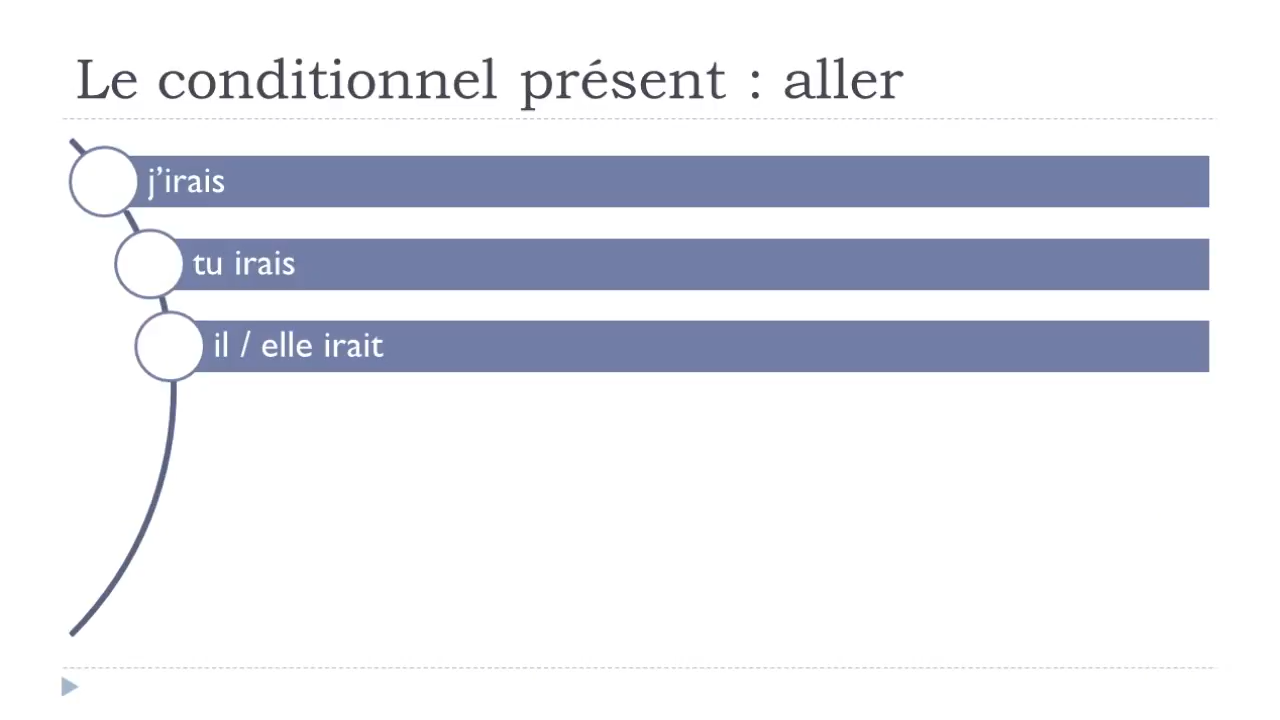 Le conditionnel présent : aller
j’irais
tu irais
il / elle irait